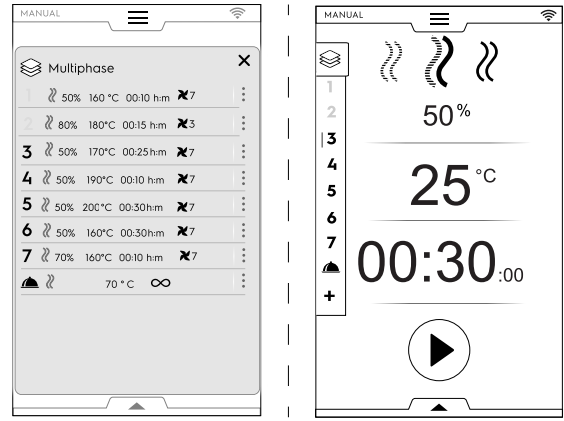 MANUAL
Multiphase
1 50% 160 °C 00:10 h:m 7
2 80% 180°C 00:15 h:m 3
3 50% 170°C 00:25h:m 7
4 50% 190°C 00:10 h:m 7
5 50% 200°C 00:30h:m 7
6 50% 160°C 00:30h:m 7
7 70% 160°C 00:10 h:m 7
70 ° C ∞
MANUAL
1
2
3
4
5
6
7
+
50%
25 °C
00:30:00